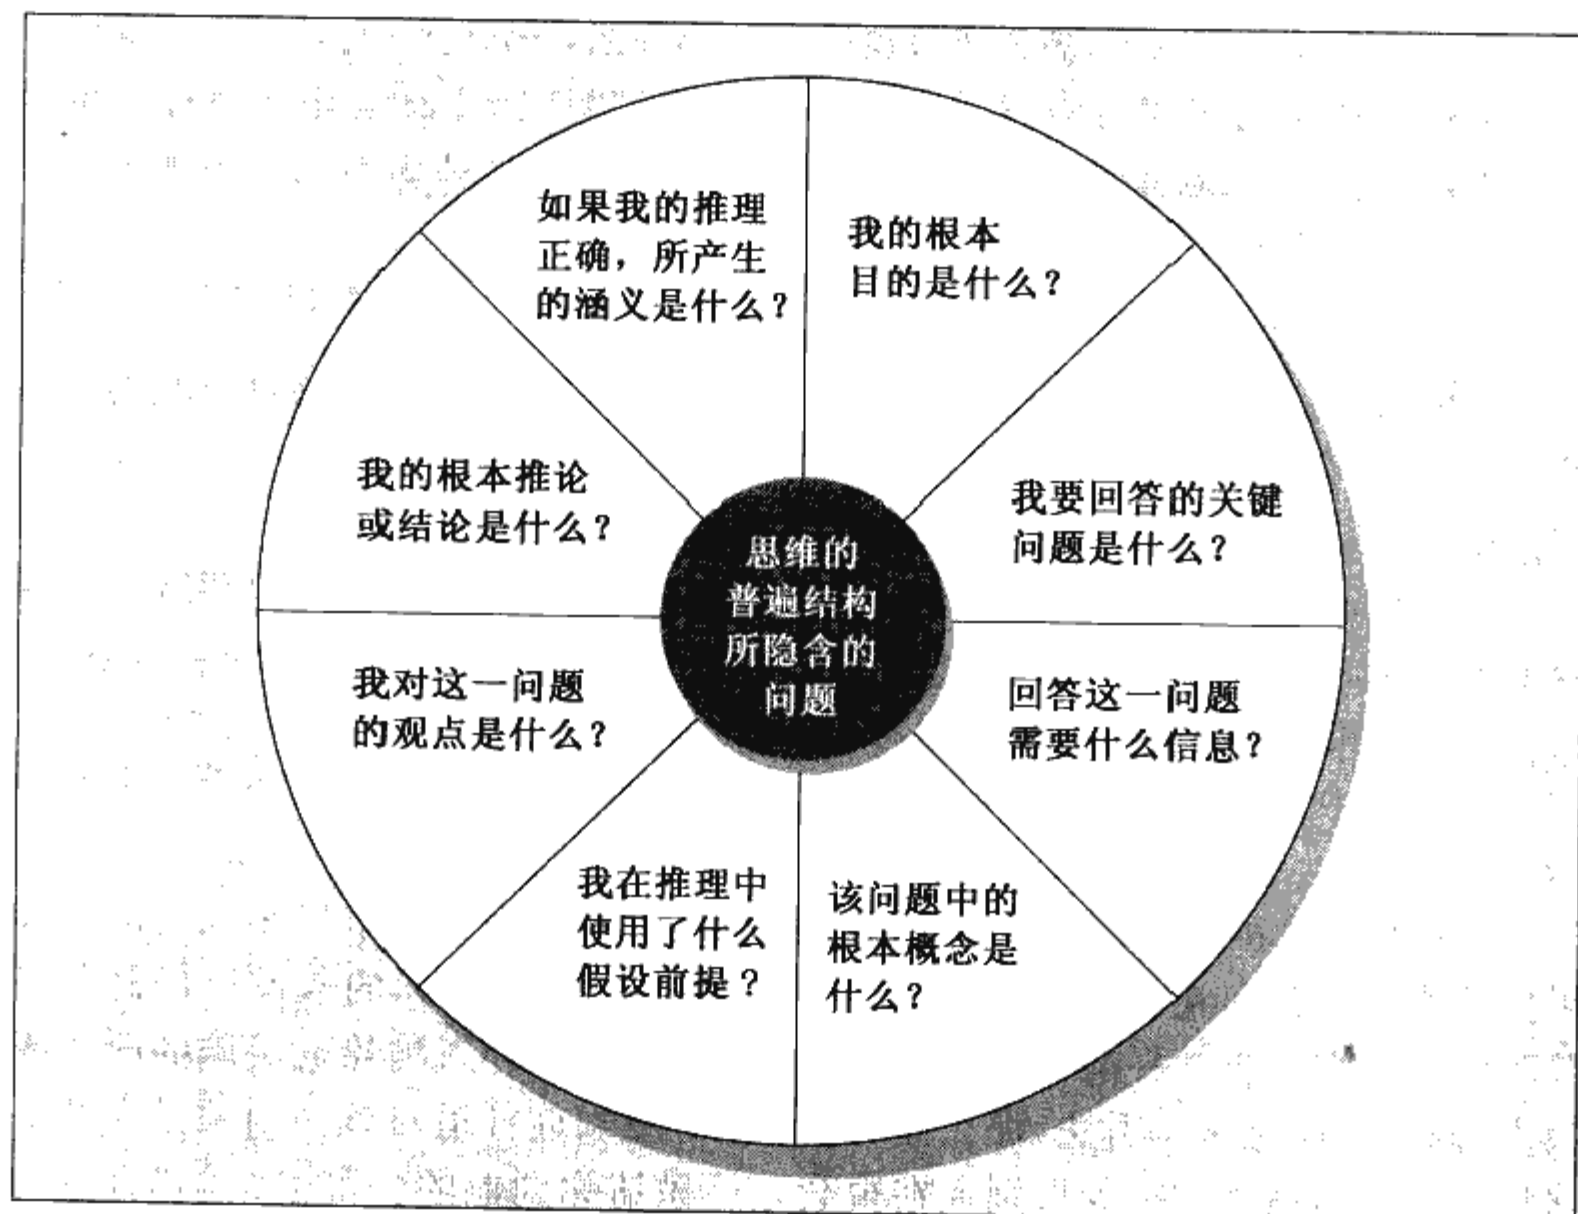 如果我的推理
正确，所产生
的涵义是什么？
我的根本
目的是什么？
我要回答的关键
问题是什么？
回答这一问题
需要什么信息？
该问题中的
根本概念是
什么？
我在推理中
使用了什么
假设前提？
我对这一问题
的观点是什么？
我的根本推论
或结论是什么？
思维的
普遍结构
所隐含的
问题